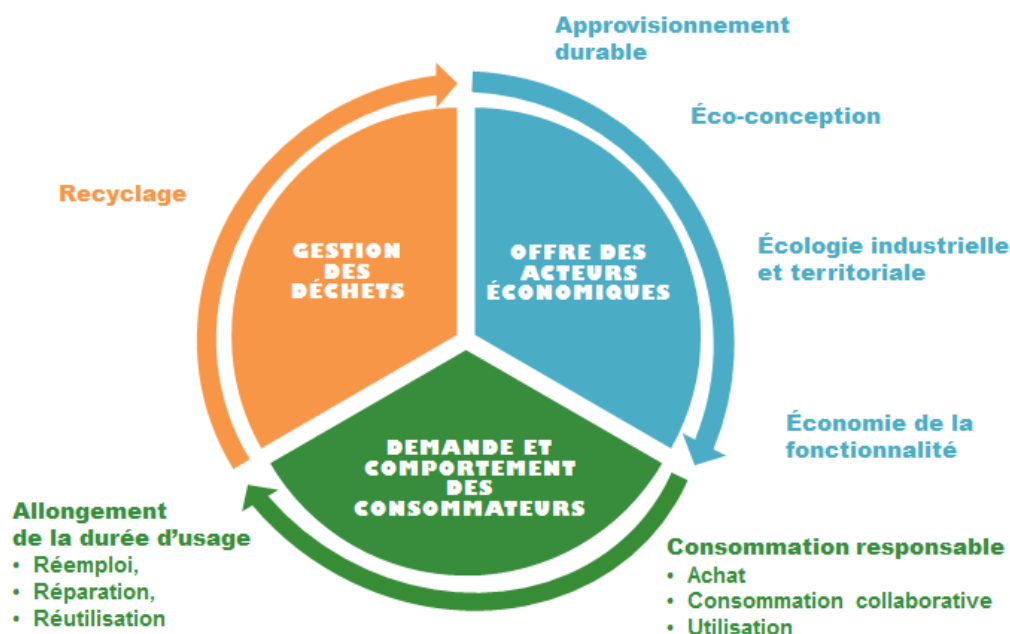 Approvisionnement
durable
Éco-conception
Écologie industrielle
et territoriale
Économie de la
fonctionnalité
OFFRE DES
ACTEURS
ÉCONOMIQUES
Consommation responsable
• Achat
• Consommation collaborative
• Utilisation
DEMANDE ET
COMPORTEMENT
DES
CONSOMMATEURS
Allongement
de la durée d'usage
• Réemploi,
• Réparation,
• Réutilisation
Recyclage
GESTION
DES
DÉCHETS